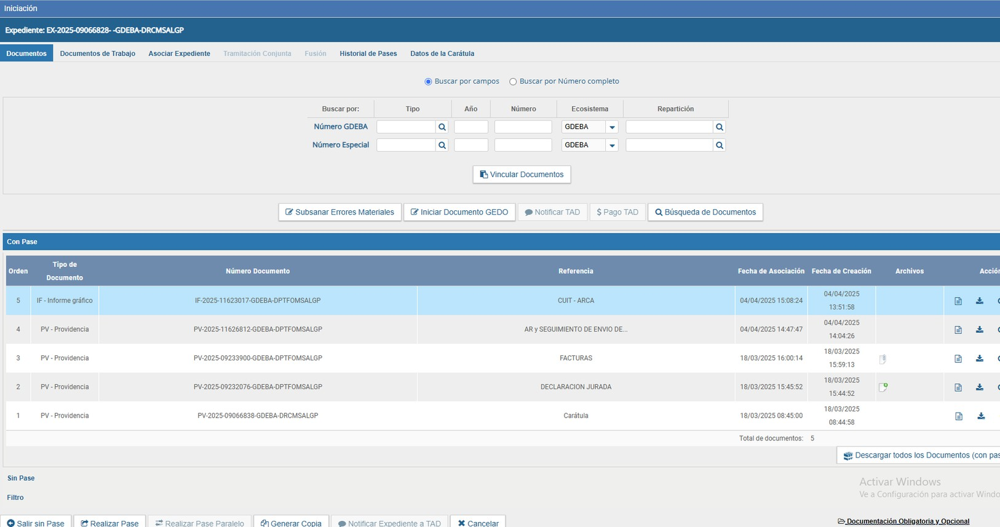 Iniciación
Expediente: EX-2025-09066828- -GDEBA-DRCMSALGP
Documentos Documentos de Trabajo Asociar Expediente Tramitación Conjunta Fusión Historial de Pases Datos de la Carátula
Buscar por campos Buscar por Número completo
Buscar por: Tipo Año Número Ecosistema Repartición
Número GDEBA GDEBA
Número Especial GDEBA
Vincular Documentos
Subsanar Errores Materiales Iniciar Documento GEDO Notificar TAD $ Pago TAD Búsqueda de Documentos
Con Pase
Orden Tipo de Documento Número Documento Referencia Fecha de Asociación Fecha de Creación Archivos Acción
5 IF - Informe gráfico IF-2025-11623017-GDEBA-DPTFOMSALGP CUIT - ARCA 04/04/2025 15:08:24 04/04/2025 13:51:58
4 PV - Providencia PV-2025-11626812-GDEBA-DPTFOMSALGP AR y SEGUIMIENTO DE ENVIO DE... 04/04/2025 14:47:47 04/04/2025 14:04:26
3 PV - Providencia PV-2025-09233900-GDEBA-DPTFOMSALGP FACTURAS 18/03/2025 16:00:14 18/03/2025 15:59:13
2 PV - Providencia PV-2025-09232076-GDEBA-DPTFOMSALGP DECLARACION JURADA 18/03/2025 15:45:52 18/03/2025 15:44:52
1 PV - Providencia PV-2025-09066838-GDEBA-DRCMSALGP Carátula 18/03/2025 08:45:00 18/03/2025 08:44:58
Total de documentos: 5
Descargar todos los Documentos (con pas
Sin Pase
Activar Windows
Ve a Configuración para activar Windo
Filtro
Salir sin Pase Realizar Pase Realizar Pase Paralelo Generar Copia Notificar Expediente a TAD Cancelar
Documentación Obligatoria y Opcional